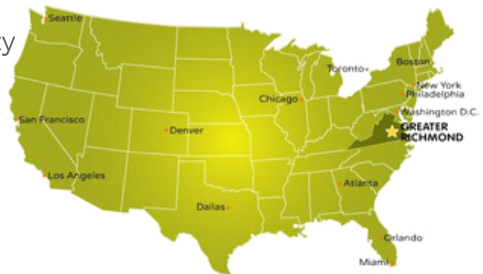 Seattle
ty
Toronto
Boston
New York
Philadelphia
Chicago
Washington D.C.
San Francisco
Denver
GREATER
RICHMOND
Los Angeles
Atlanta
Dallas
Orlando
Miami